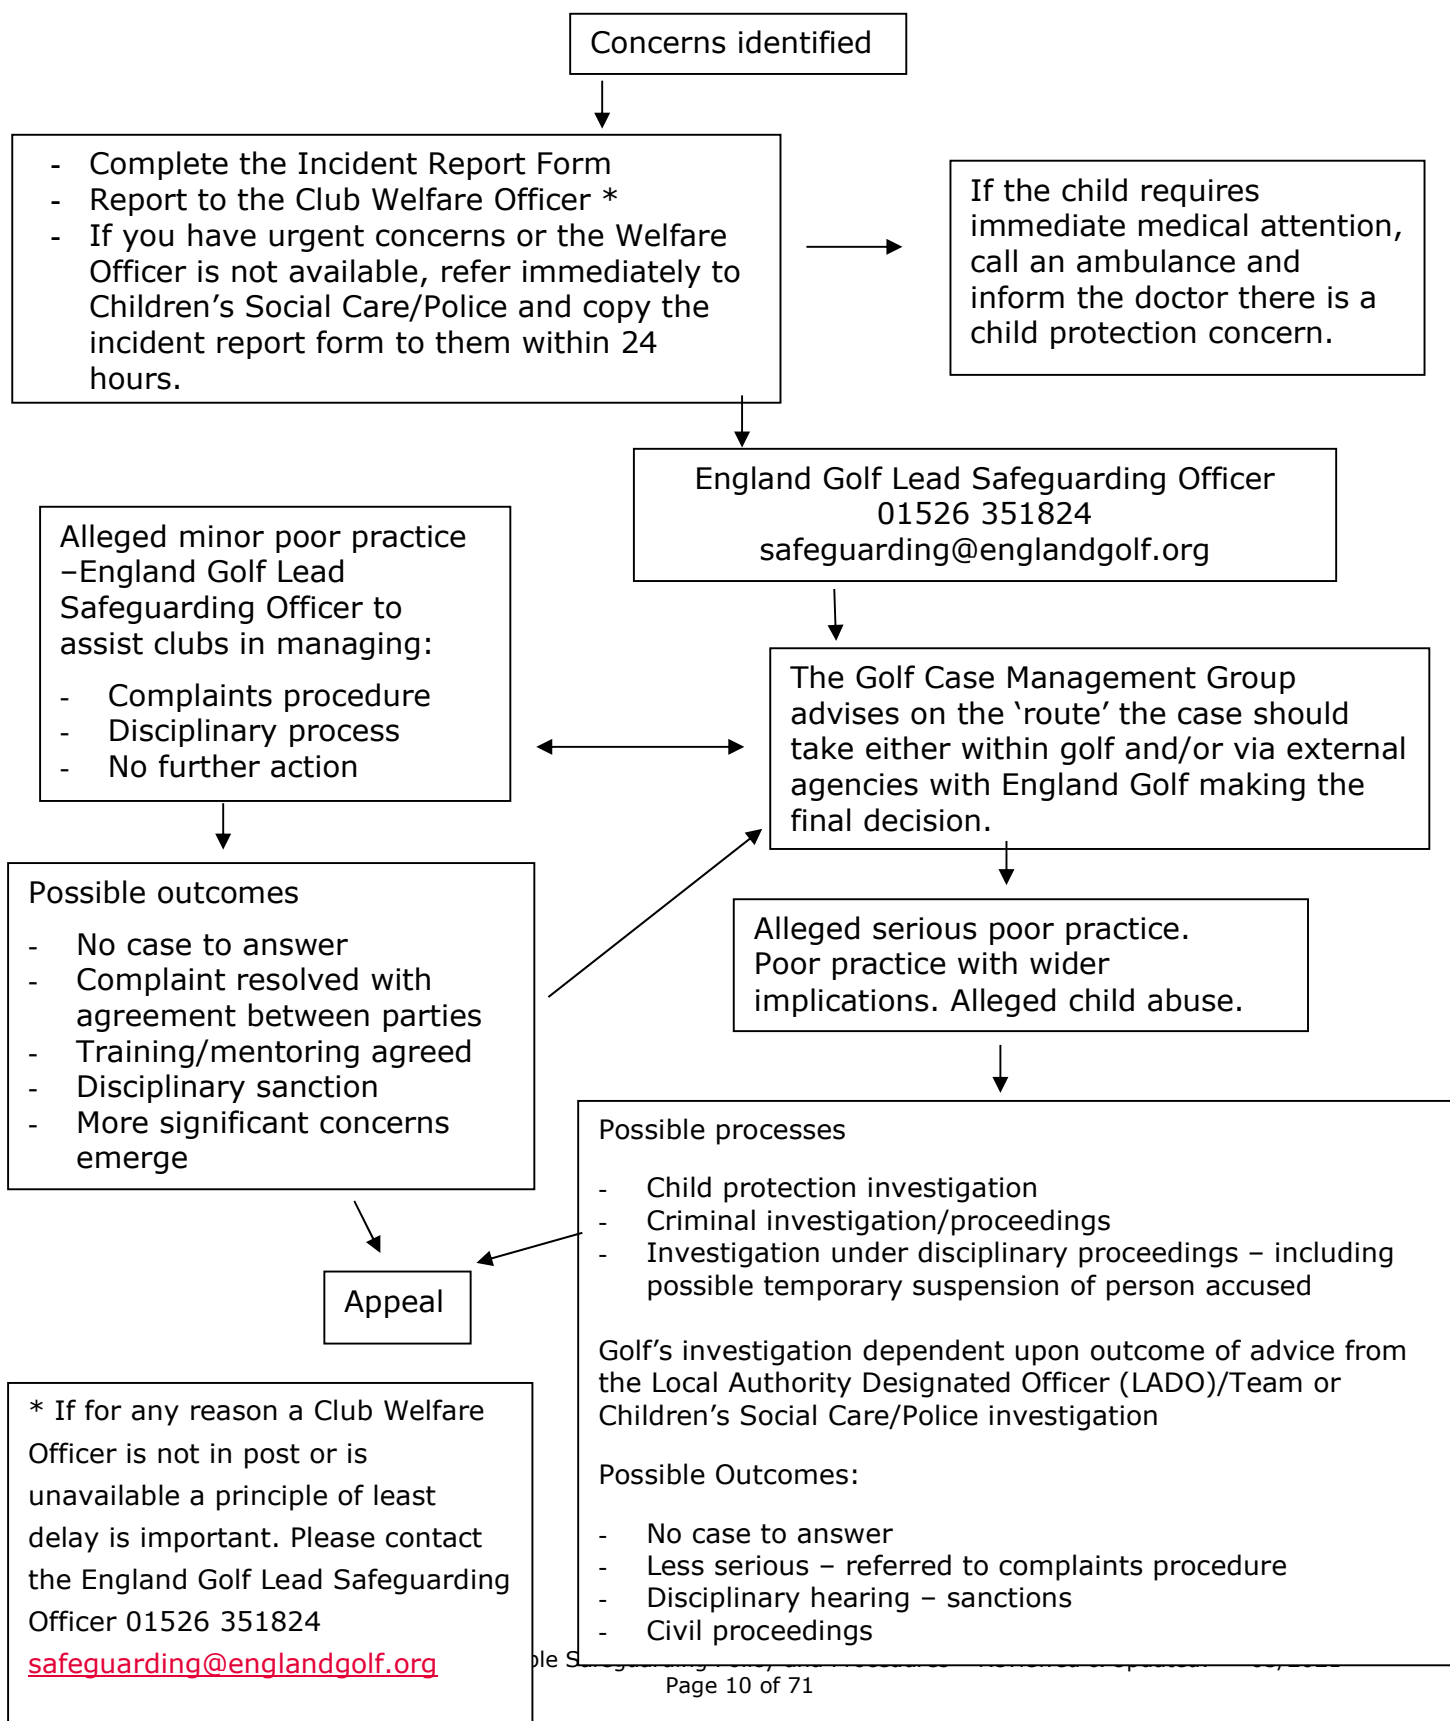 Concerns identified
- Complete the Incident Report Form
- Report to the Club Welfare Officer *
- If you have urgent concerns or the Welfare
Officer is not available, refer immediately to
Children’s Social Care/Police and copy the
incident report form to them within 24
hours.
If the child requires
immediate medical attention,
call an ambulance and
inform the doctor there is a
child protection concern.
England Golf Lead Safeguarding Officer
01526 351824
safeguarding@englandgolf.org
Alleged minor poor practice
–England Golf Lead
Safeguarding Officer to
assist clubs in managing:
- Complaints procedure
- Disciplinary process
- No further action
The Golf Case Management Group
advises on the ‘route’ the case should
take either within golf and/or via external
agencies with England Golf making the
final decision.
Possible outcomes
- No case to answer
- Complaint resolved with
agreement between parties
- Training/mentoring agreed
- Disciplinary sanction
- More significant concerns
emerge
Alleged serious poor practice.
Poor practice with wider
implications. Alleged child abuse.
Possible processes
- Child protection investigation
- Criminal investigation/proceedings
- Investigation under disciplinary proceedings – including
possible temporary suspension of person accused
Golf’s investigation dependent upon outcome of advice from
the Local Authority Designated Officer (LADO)/Team or
Children’s Social Care/Police investigation
Possible Outcomes:
- No case to answer
- Less serious – referred to complaints procedure
- Disciplinary hearing – sanctions
- Civil proceedings
Appeal
* If for any reason a Club Welfare
Officer is not in post or is
unavailable a principle of least
delay is important. Please contact
the England Golf Lead Safeguarding
Officer 01526 351824
safeguarding@englandgolf.org
Page 10 of 71